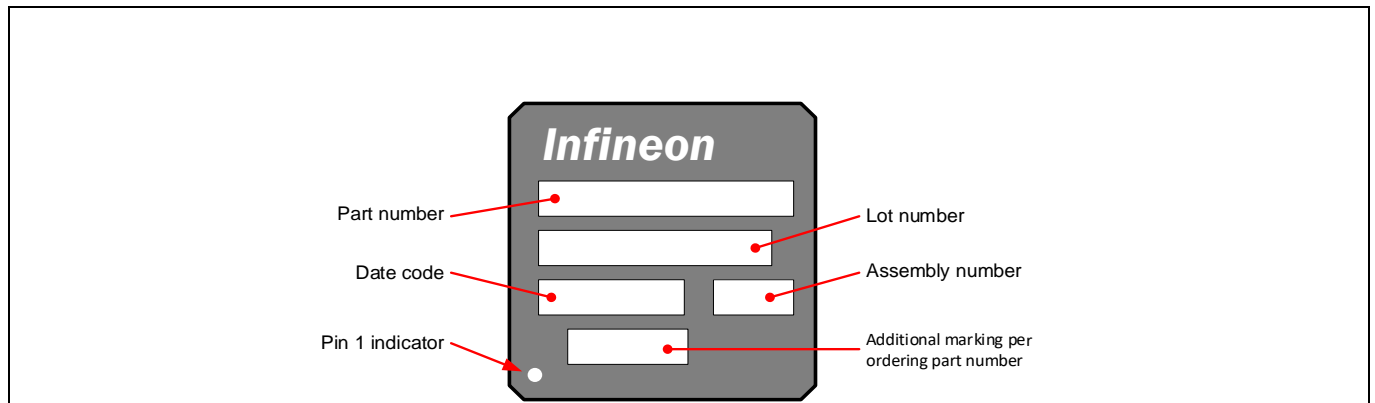 Infineon
Part number
Lot number
Date code
Assembly number
Pin 1 indicator
Additional marking per
ordering part number